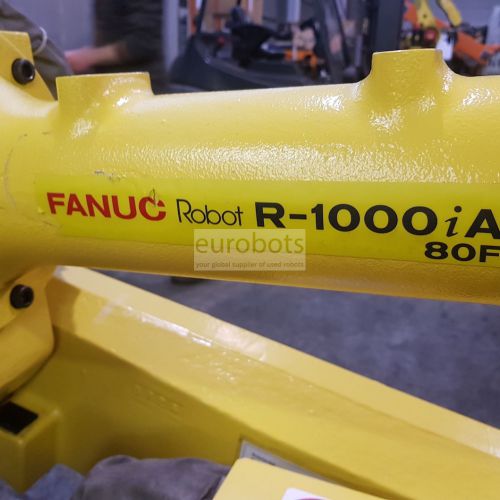 FANUC Robot R-1000iA
80F
eurobots
your global supplier of used robots